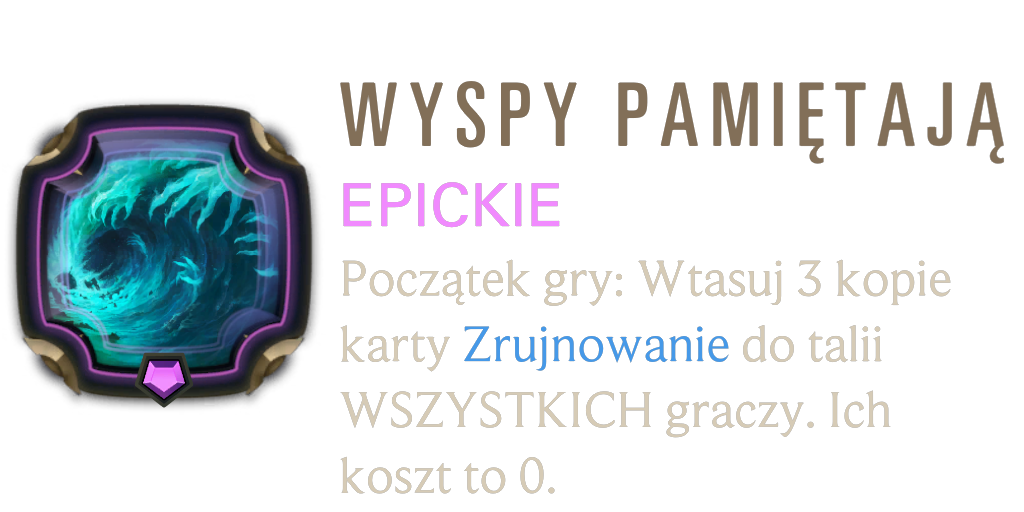 WYSPY PAMIĘTAJĄ
EPICKIE
Początek gry: Wtasuj 3 kopie
karty Zrujnowanie do talii
WSZYSTKICH graczy. Ich
koszt to 0.